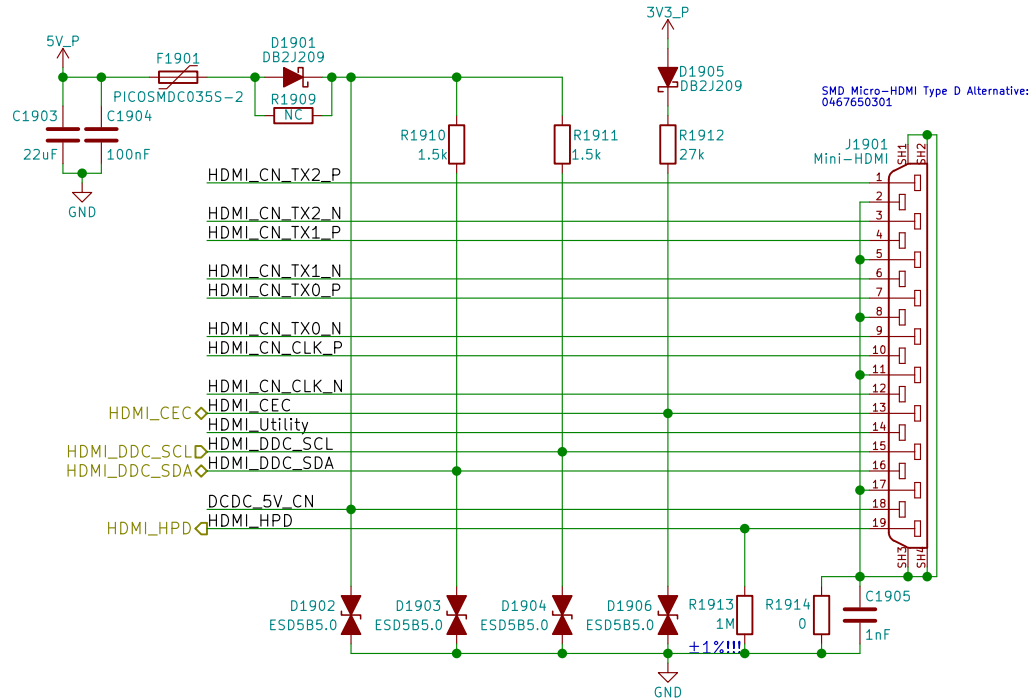 3V3_P
5V_P
D1901
DB2J209
F1901
PICOSMDC035S-2
R1909
NC
D1905
DB2J209
SMD Micro-HDMI Type D Alternative:
0467650301
C1903
22uF
C1904
100nF
GND
R1910
1.5k
R1911
1.5k
R1912
27k
J1901
Mini-HDMI
SH1
SH2
HDMI_CN_TX2_P
1
2
HDMI_CN_TX2_N
3
HDMI_CN_TX1_P
4
5
HDMI_CN_TX1_N
6
HDMI_CN_TX0_P
7
8
HDMI_CN_TX0_N
9
HDMI_CN_CLK_P
10
11
HDMI_CN_CLK_N
12
HDMI_CEC
HDMI_CEC
13
HDMI_Utility
14
HDMI_DDC_SCL
HDMI_DDC_SCL
15
HDMI_DDC_SDA
HDMI_DDC_SDA
16
17
DCDC_5V_CN
18
HDMI_HPD
HDMI_HPD
19
SH3
SH4
D1902
ESD5B5.0
D1903
ESD5B5.0
D1904
ESD5B5.0
D1906
ESD5B5.0
R1913
1M
±1%!!!
R1914
0
C1905
1nF
GND